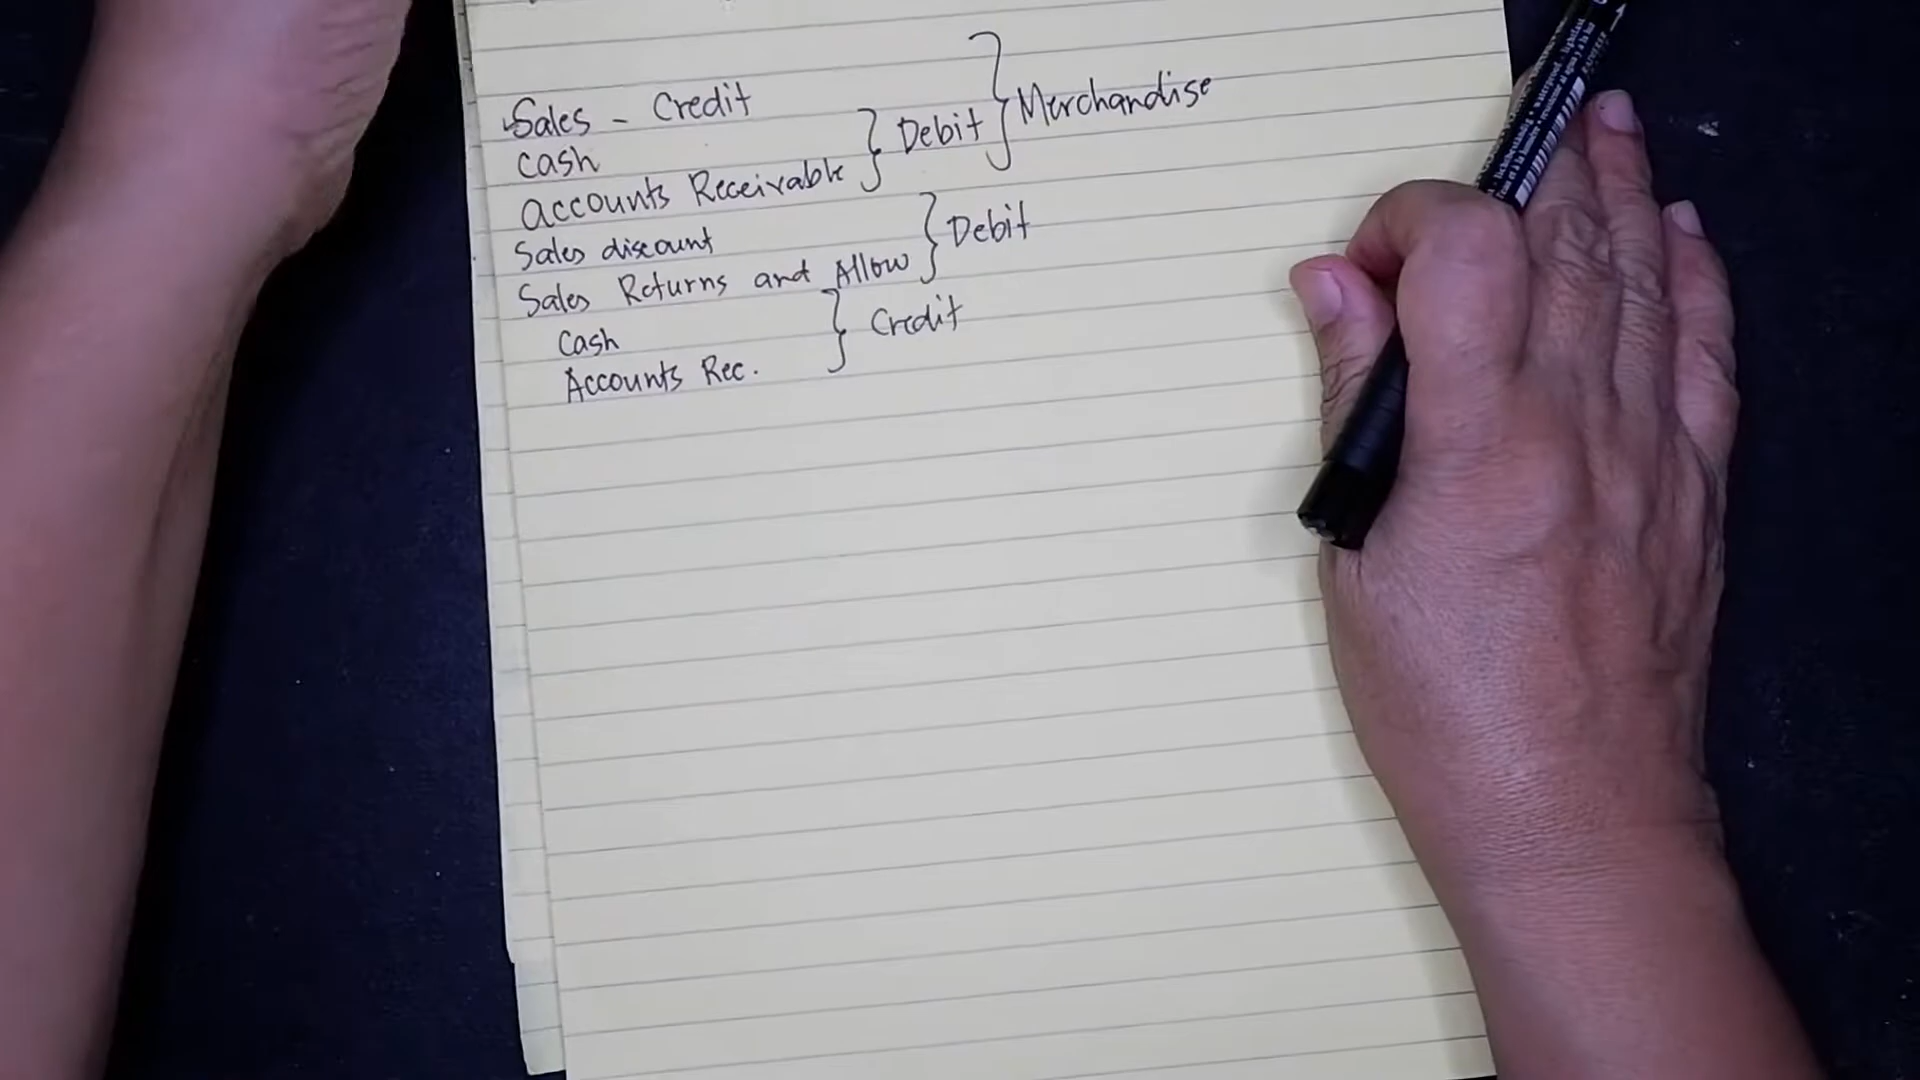 Sales - Credit
Cash
accounts Receivable } Debit } Merchandise
Sales discount
Sales Returns and Allow } Debit
Cash
Accounts Rec. } Credit